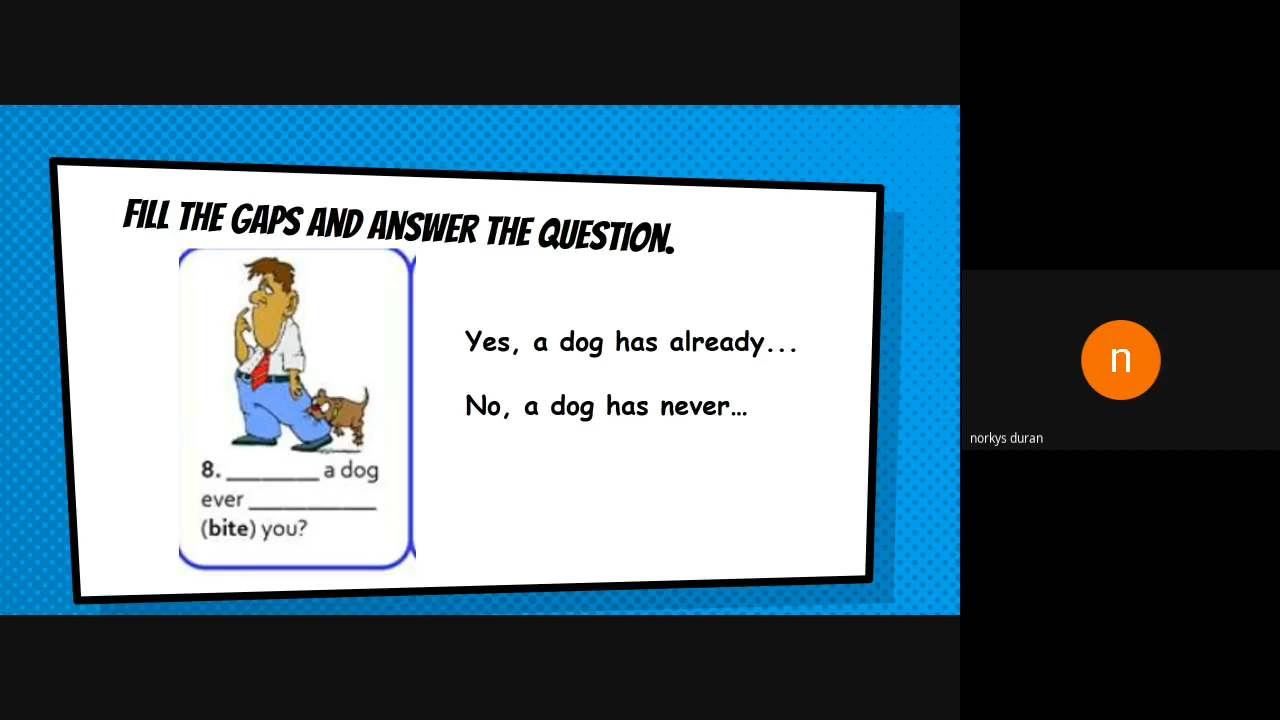 FILL THE GAPS AND ANSWER THE QUESTION.
Yes, a dog has already...
No, a dog has never...
8. ________ a dog
ever ___________
(bite) you?
n
norkys duran